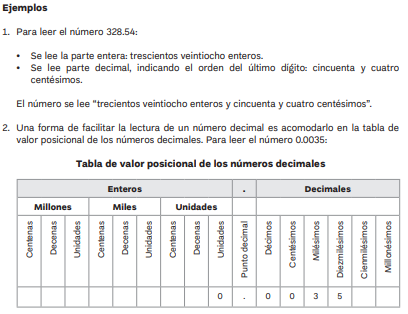 Ejemplos
1. Para leer el número 328.54:
• Se lee la parte entera: trescientos veintiocho enteros.
• Se lee parte decimal, indicando el orden del último dígito: cincuenta y cuatro
centésimos.
El número se lee “trecientos veintiocho enteros y cincuenta y cuatro centésimos”.
2. Una forma de facilitar la lectura de un número decimal es acomodarlo en la tabla de
valor posicional de los números decimales. Para leer el número 0.0035:
Tabla de valor posicional de los números decimales
Enteros . Decimales
Millones Miles Unidades
Centenas Decenas Unidades Centenas Decenas Unidades Centenas Decenas Unidades Punto decimal Décimos Centésimos Milésimos Diezmilésimos Cienmilésimos Millonésimos
0 . 0 0 3 5